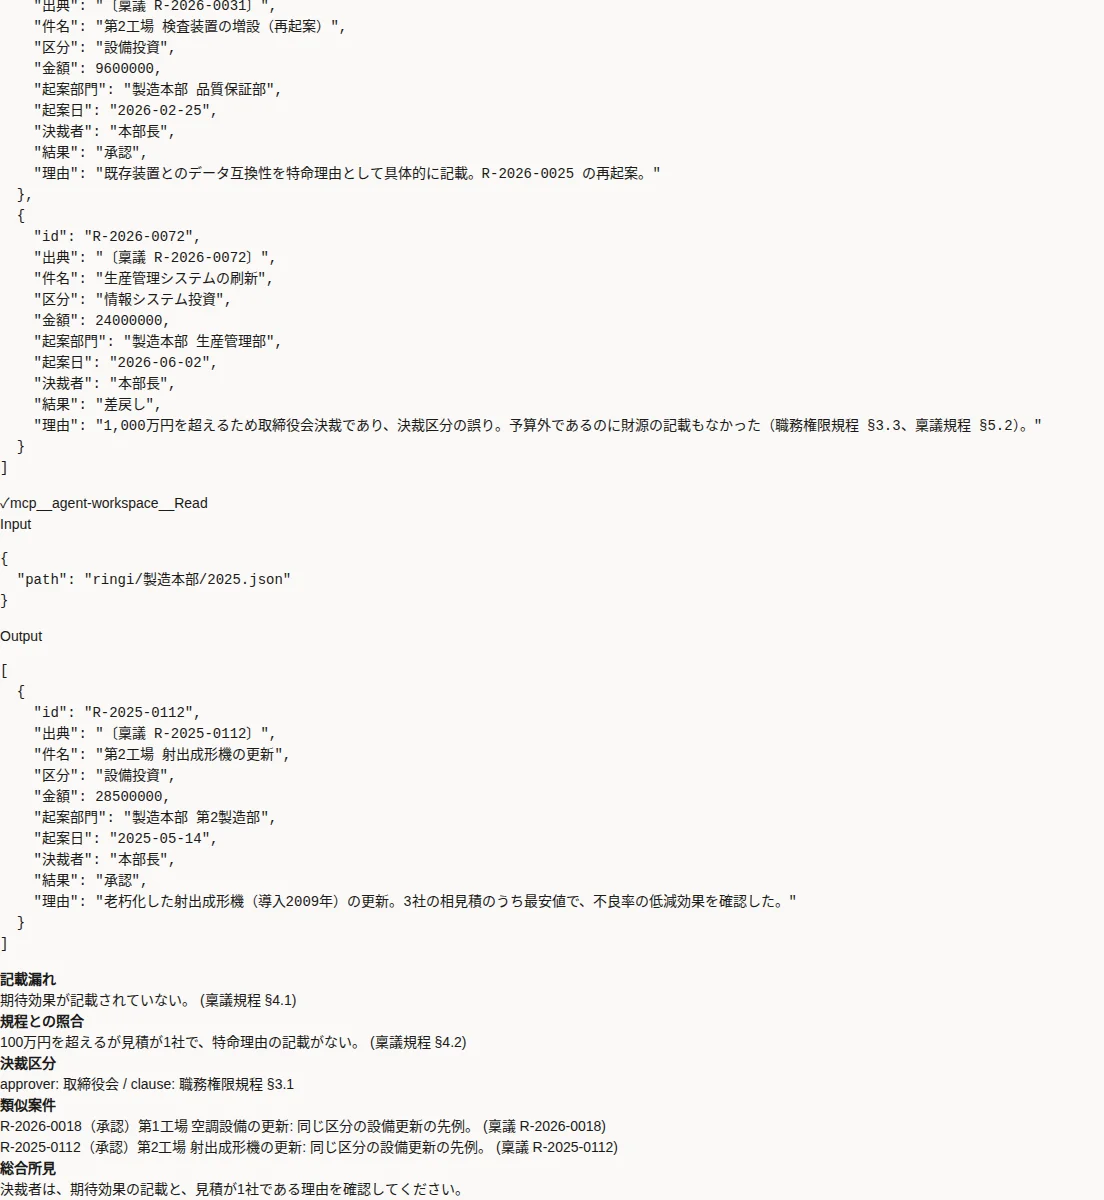 "出典": "〔稟議 R-2026-0031〕",
"件名": "第2工場 検査装置の増設（再起案）",
"区分": "設備投資",
"金額": 9600000,
"起案部門": "製造本部 品質保証部",
"起案日": "2026-02-25",
"決裁者": "本部長",
"結果": "承認",
"理由": "既存装置とのデータ互換性を特命理由として具体的に記載。R-2026-0025 の再起案。"
},
{
"id": "R-2026-0072",
"出典": "〔稟議 R-2026-0072〕",
"件名": "生産管理システムの刷新",
"区分": "情報システム投資",
"金額": 24000000,
"起案部門": "製造本部 生産管理部",
"起案日": "2026-06-02",
"決裁者": "本部長",
"結果": "差戻し",
"理由": "1,000万円を超えるため取締役会決裁であり、決裁区分の誤り。予算外であるのに財源の記載もなかった（職務権限規程 §3.3、稟議規程 §5.2）。"
}
]
✓mcp__agent-workspace__Read
Input
{
"path": "ringi/製造本部/2025.json"
}
Output
[
{
"id": "R-2025-0112",
"出典": "〔稟議 R-2025-0112〕",
"件名": "第2工場 射出成形機の更新",
"区分": "設備投資",
"金額": 28500000,
"起案部門": "製造本部 第2製造部",
"起案日": "2025-05-14",
"決裁者": "本部長",
"結果": "承認",
"理由": "老朽化した射出成形機（導入2009年）の更新。3社の相見積のうち最安値で、不良率の低減効果を確認した。"
}
]
記載漏れ
期待効果が記載されていない。 (稟議規程 §4.1)
規程との照合
100万円を超えるが見積が1社で、特命理由の記載がない。 (稟議規程 §4.2)
決裁区分
approver: 取締役会 / clause: 職務権限規程 §3.1
類似案件
R-2026-0018（承認）第1工場 空調設備の更新: 同じ区分の設備更新の先例。 (稟議 R-2026-0018)
R-2025-0112（承認）第2工場 射出成形機の更新: 同じ区分の設備更新の先例。 (稟議 R-2025-0112)
総合所見
決裁者は、期待効果の記載と、見積が1社である理由を確認してください。